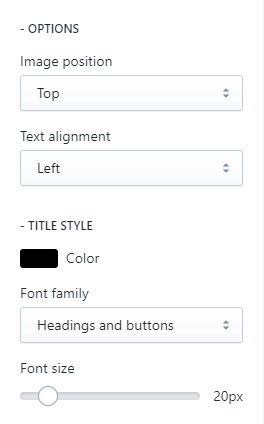 - OPTIONS
Image position
Top
Text alignment
Left
- TITLE STYLE
Color
Font family
Headings and buttons
Font size
20px